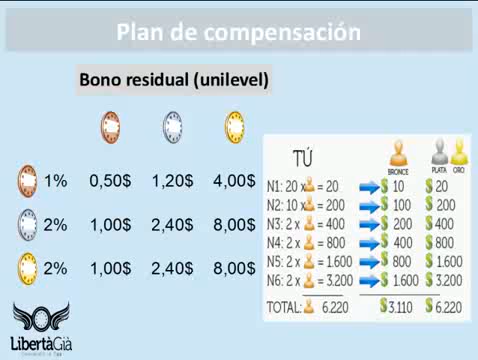 Plan de compensación
Bono residual (unilevel)
1% 0,50$ 1,20$ 4,00$
2% 1,00$ 2,40$ 8,00$
2% 1,00$ 2,40$ 8,00$
TÚ
BRONCE PLATA ORO
N1: 20 x = 20 $ 10 $ 20
N2: 10 x = 200 $ 100 $ 200
N3: 2 x = 400 $ 200 $ 400
N4: 2 x = 800 $ 400 $ 800
N5: 2 x = 1.600 $ 800 $ 1.600
N6: 2 x = 3.200 $ 1.600 $ 3.200
TOTAL: 6.220 $ 3.110 $ 6.220
LibertàGià